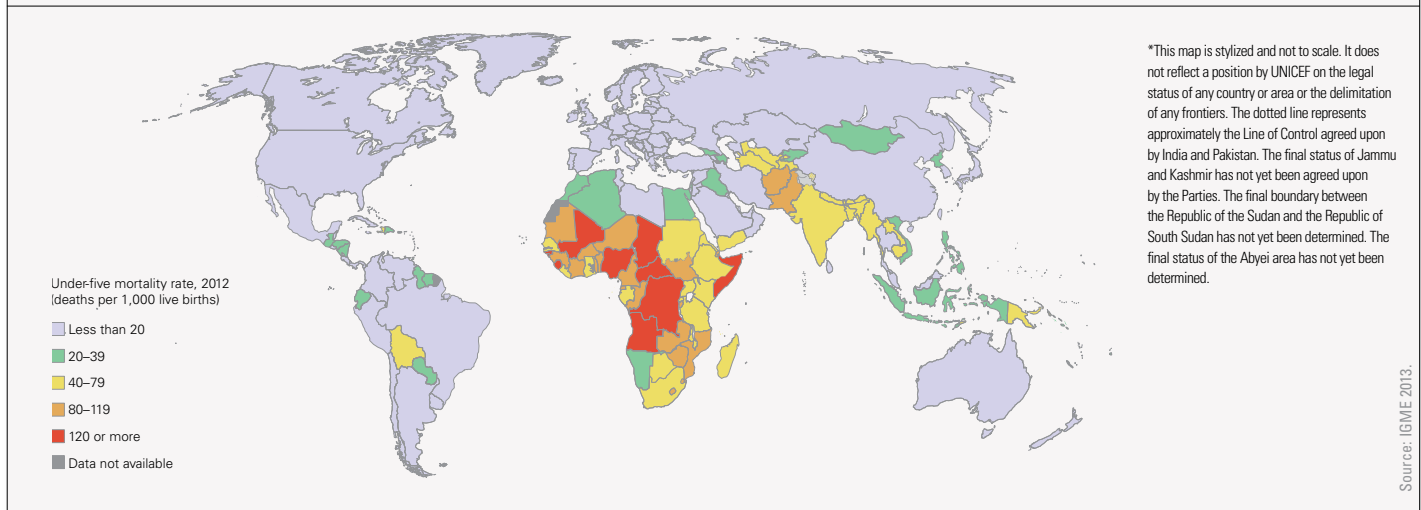 *This map is stylized and not to scale. It does
not reflect a position by UNICEF on the legal
status of any country or area or the delimitation
of any frontiers. The dotted line represents
approximately the Line of Control agreed upon
by India and Pakistan. The final status of Jammu
and Kashmir has not yet been agreed upon
by the Parties. The final boundary between
the Republic of the Sudan and the Republic of
South Sudan has not yet been determined. The
final status of the Abyei area has not yet been
determined.
Under-five mortality rate, 2012
(deaths per 1,000 live births)
Less than 20
20–39
40–79
80–119
120 or more
Data not available
Source: IGME 2013.